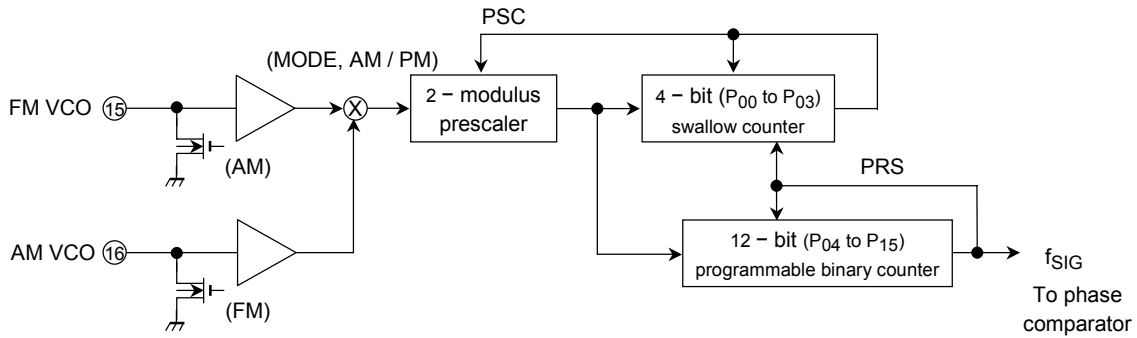 PSC
(MODE, AM / PM)
FM VCO 15
2 − modulus
prescaler
4 − bit (P00 to P03)
swallow counter
X
(AM)
PRS
AM VCO 16
12 − bit (P04 to P15)
programmable binary counter
fSIG
(FM)
To phase
comparator